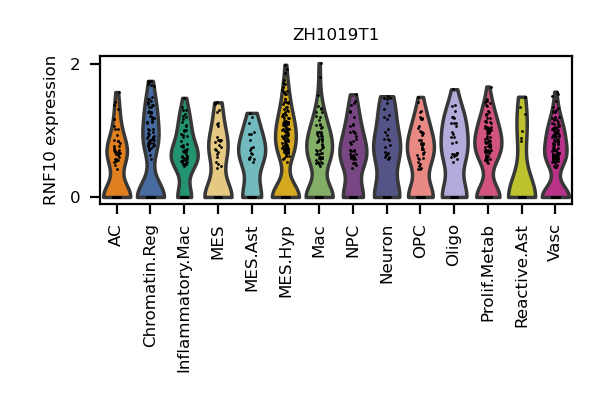 ZH1019T1
RNF10 expression
2
0
AC
Chromatin.Reg
Inflammatory.Mac
MES
MES.Ast
MES.Hyp
Mac
NPC
Neuron
OPC
Oligo
Prolif.Metab
Reactive.Ast
Vasc